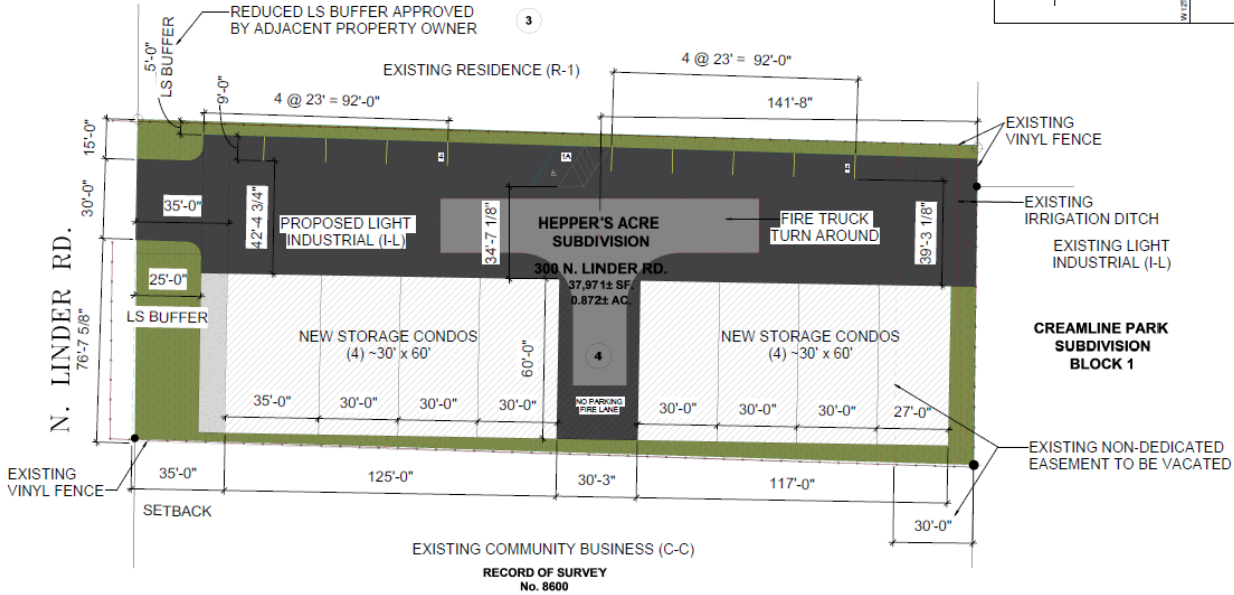 REDUCED LS BUFFER APPROVED
BY ADJACENT PROPERTY OWNER
3
5'-0"
LS BUFFER
9'-0"
EXISTING RESIDENCE (R-1)
4 @ 23' = 92'-0"
4 @ 23' = 92'-0"
141'-8"
EXISTING
VINYL FENCE
15'-0"
30'-0"
4
1A
4
35'-0"
42'-4 3/4"
PROPOSED LIGHT
INDUSTRIAL (I-L)
34'-7 1/8"
HEPPER'S ACRE
SUBDIVISION
300 N. LINDER RD.
37,971± SF.
0.872± AC.
FIRE TRUCK
TURN AROUND
39'-3 1/8"
EXISTING
IRRIGATION DITCH
EXISTING LIGHT
INDUSTRIAL (I-L)
N. LINDER RD.
76'-7 5/8"
25'-0"
LS BUFFER
NEW STORAGE CONDOS
(4) ~30' x 60'
60'-0"
4
NO PARKING
FIRE LANE
NEW STORAGE CONDOS
(4) ~30' x 60'
CREAMLINE PARK
SUBDIVISION
BLOCK 1
35'-0"
30'-0"
30'-0"
30'-0"
30'-0"
30'-0"
30'-0"
27'-0"
EXISTING NON-DEDICATED
EASEMENT TO BE VACATED
EXISTING
VINYL FENCE
35'-0"
125'-0"
30'-3"
117'-0"
30'-0"
SETBACK
EXISTING COMMUNITY BUSINESS (C-C)
RECORD OF SURVEY
No. 8600